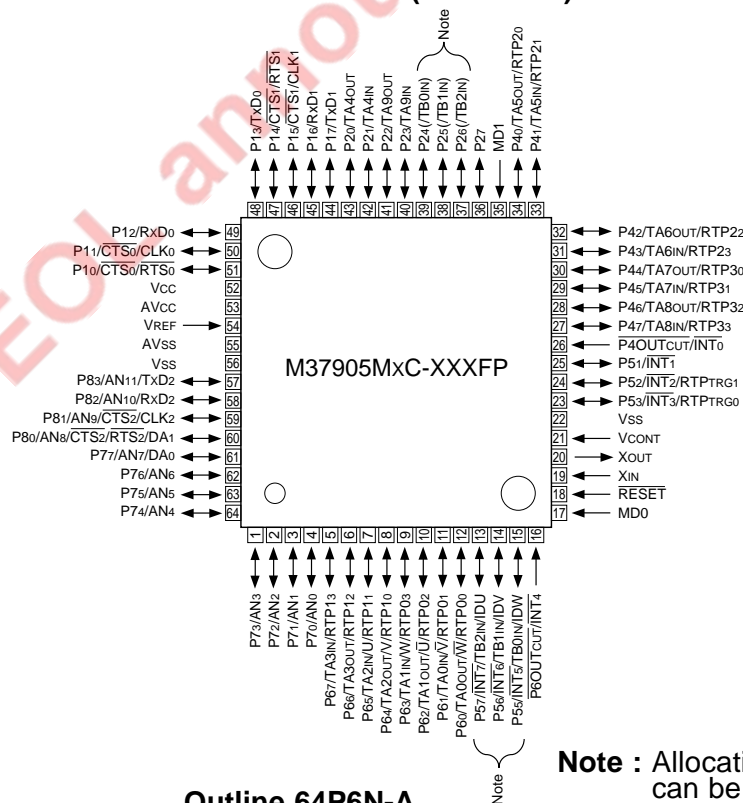 EOL annou
Note
P13/TxD0
P14/CTS1/RTS1
P15/CTS1/CLK1
P16/RxD1
P17/TxD1
P20/TA4OUT
P21/TA4IN
P22/TA9OUT
P23/TA9IN
P24(/TB0IN)
P25(/TB1IN)
P26(/TB2IN)
P27
MD1
P40/TA5OUT/RTP20
P41/TA5IN/RTP21
48 47 46 45 44 43 42 41 40 39 38 37 36 35 34 33
P12/RxD0 49
P11/CTS0/CLK0 50
P10/CTS0/RTS0 51
VCC 52
AVCC 53
VREF 54
AVSS 55
VSS 56
P83/AN11/TxD2 57
P82/AN10/RxD2 58
P81/AN9/CTS2/CLK2 59
P80/AN8/CTS2/RTS2/DA1 60
P77/AN7/DA0 61
P76/AN6 62
P75/AN5 63
P74/AN4 64
M37905MxC-XXXFP
32 P42/TA6OUT/RTP22
31 P43/TA6IN/RTP23
30 P44/TA7OUT/RTP30
29 P45/TA7IN/RTP31
28 P46/TA8OUT/RTP32
27 P47/TA8IN/RTP33
26 P4OUTCUT/INT0
25 P51/INT1
24 P52/INT2/RTPTRG1
23 P53/INT3/RTPTRG0
22 VSS
21 VCONT
20 XOUT
19 XIN
18 RESET
17 MD0
1 2 3 4 5 6 7 8 9 10 11 12 13 14 15 16
P73/AN3
P72/AN2
P71/AN1
P70/AN0
P67/TA3IN/RTP13
P66/TA3OUT/RTP12
P65/TA2IN/U/RTP11
P64/TA2OUT/V/RTP10
P63/TA1IN/W/RTP03
P62/TA1OUT/U/RTP02
P61/TA0IN/V/RTP01
P60/TA0OUT/W/RTP00
P57/INT7/TB2IN/IDU
P56/INT6/TB1IN/IDV
P55/INT5/TB0IN/IDW
P6OUTCUT/INT4
Note
Note : Allocati
can be
Outline 64P6N-A